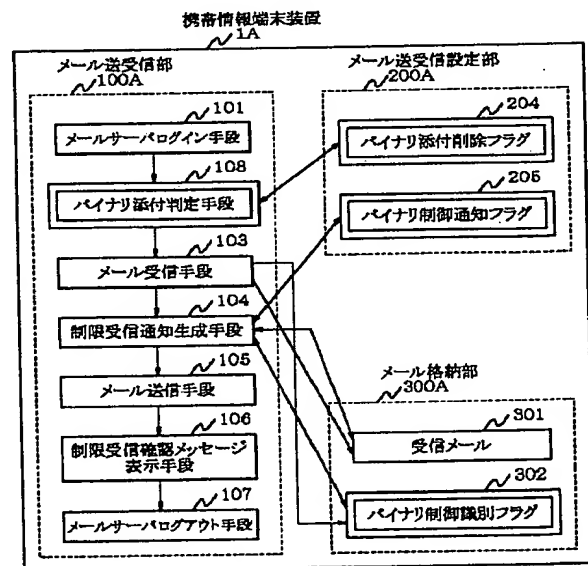 携帯情報端末装置
1A
メール送受信部
100A
101
メールサーバログイン手段
108
バイナリ添付判定手段
103
メール受信手段
104
制限受信通知生成手段
105
メール送信手段
106
制限受信確認メッセージ
表示手段
107
メールサーバログアウト手段
メール送受信設定部
200A
204
バイナリ添付削除フラグ
205
バイナリ制御通知フラグ
メール格納部
300A
301
受信メール
302
バイナリ制御識別フラグ